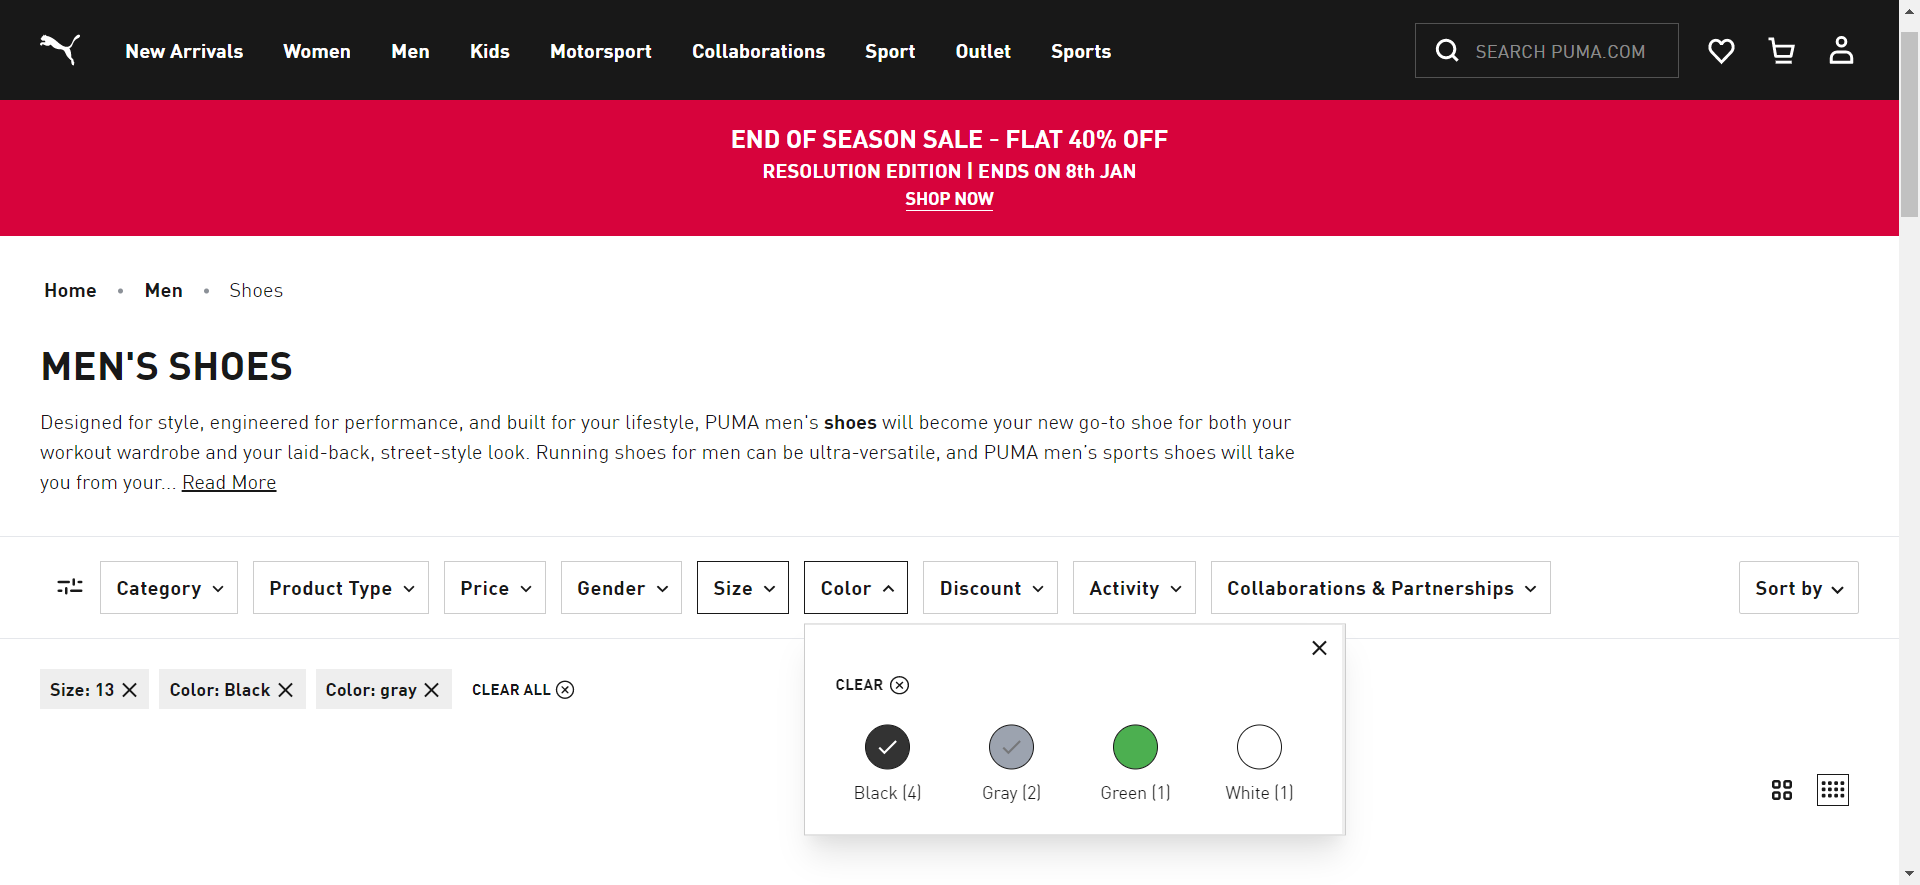 New Arrivals Women Men Kids Motorsport Collaborations Sport Outlet Sports SEARCH PUMA.COM
END OF SEASON SALE - FLAT 40% OFF
RESOLUTION EDITION | ENDS ON 8th JAN
SHOP NOW
Home • Men • Shoes
MEN'S SHOES
Designed for style, engineered for performance, and built for your lifestyle, PUMA men's shoes will become your new go-to shoe for both your
workout wardrobe and your laid-back, street-style look. Running shoes for men can be ultra-versatile, and PUMA men's sports shoes will take
you from your... Read More
Category Product Type Price Gender Size Color Discount Activity Collaborations & Partnerships Sort by
Size: 13 Color: Black Color: gray CLEAR ALL
CLEAR
Black (4) Gray (2) Green (1) White (1)